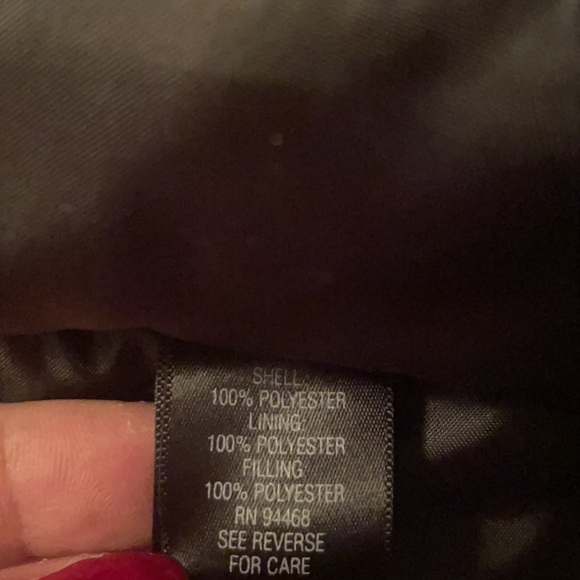 SHELL:
100% POLYESTER
LINING:
100% POLYESTER
FILLING
100% POLYESTER
RN 94468
SEE REVERSE
FOR CARE